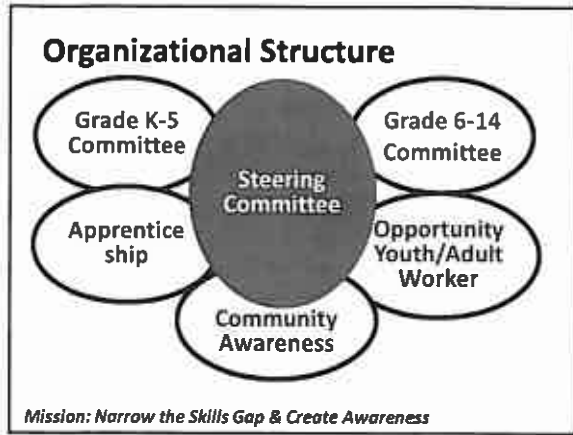 Organizational Structure
Grade K-5
Committee
Grade 6-14
Committee
Steering
Committee
Apprentice
ship
Opportunity
Youth/Adult
Worker
Community
Awareness
Mission: Narrow the Skills Gap & Create Awareness